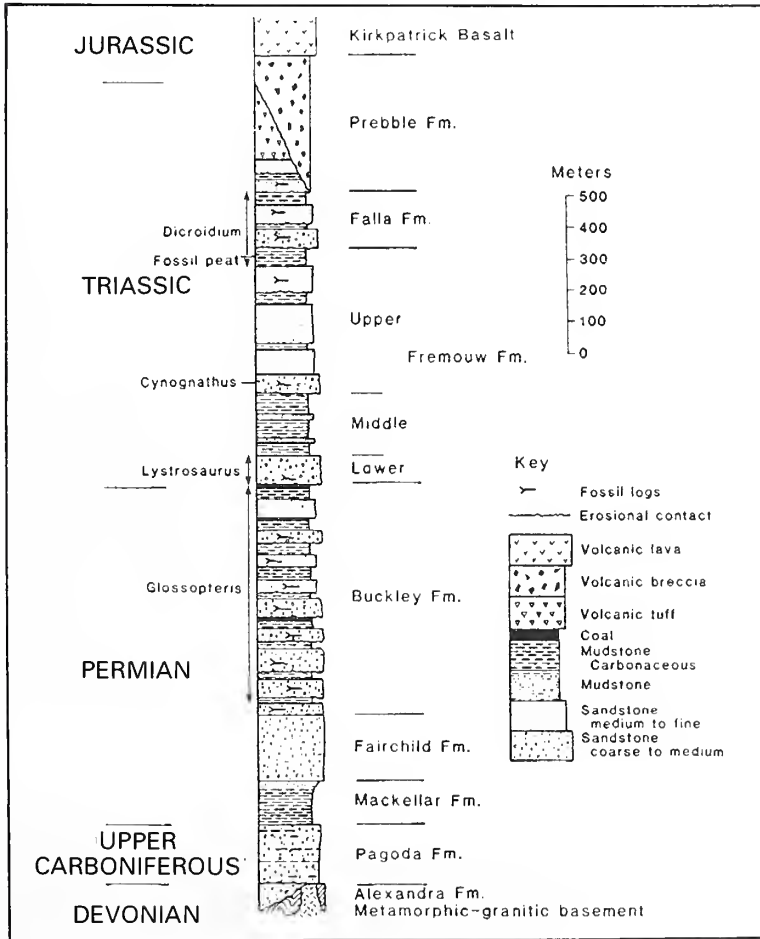 JURASSIC
Kirkpatrick Basalt
Prebble Fm.
Meters
500
400
300
200
100
0
Dicroidium
Falla Fm.
Fossil peat
TRIASSIC
Upper
Fremouw Fm.
Cynognathus
Middle
Lystrosaurus
Lower
Glossopteris
Buckley Fm.
PERMIAN
Fairchild Fm.
Mackellar Fm.
UPPER
CARBONIFEROUS
Pagoda Fm.
Alexandra Fm.
DEVONIAN
Metamorphic-granitic basement
Key
Fossil logs
Erosional contact
Volcanic lava
Volcanic breccia
Volcanic tuff
Coal
Mudstone
Carbonaceous
Mudstone
Sandstone
medium to fine
Sandstone
coarse to medium